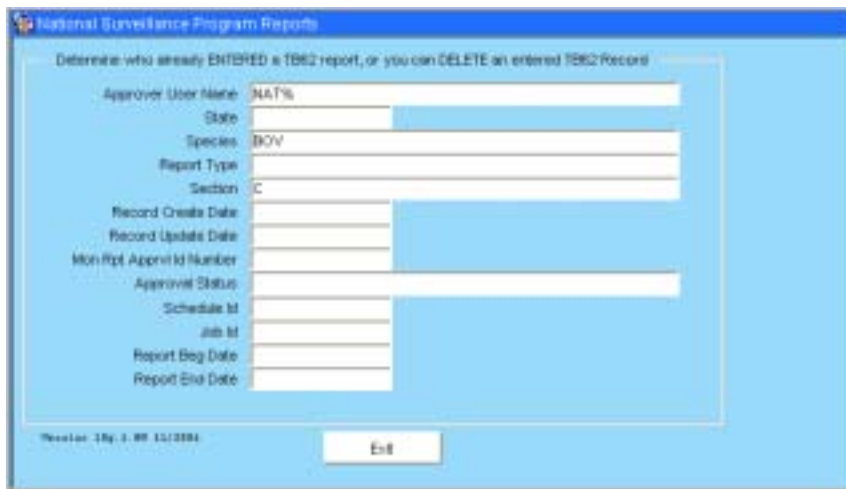 National Surveillance Program Reports
Determine who already ENTERED a TB62 report, or you can DELETE an entered TB62 Record
Approver User Name NAT%
State
Species BOV
Report Type
Section C
Record Create Date
Record Update Date
Mon Rpt Apprvl Id Number
Approval Status
Schedule Id
Job Id
Report Beg Date
Report End Date
Version
Exit